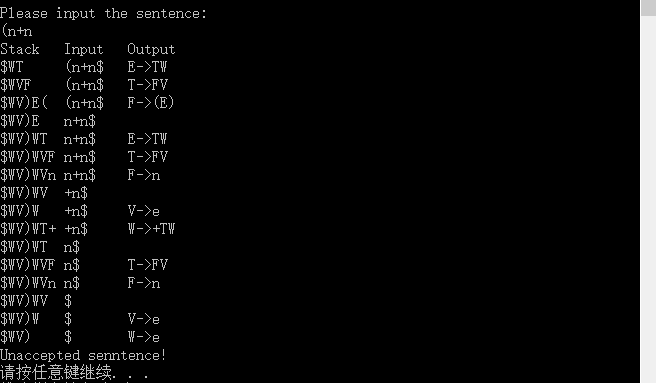 Please input the sentence:
(n+n
Stack Input Output
$WT (n+n$ E->TW
$WVF (n+n$ T->FV
$WV)E( (n+n$ F->(E)
$WV)E n+n$
$WV)WT n+n$ E->TW
$WV)WVF n+n$ T->FV
$WV)WVn n+n$ F->n
$WV)WV +n$
$WV)W +n$ V->e
$WV)WT+ +n$ W->+TW
$WV)WT n$
$WV)WVF n$ T->FV
$WV)WVn n$ F->n
$WV)WV $
$WV)W $ V->e
$WV) $ W->e
Unaccepted senntence!
请按任意键继续. . .